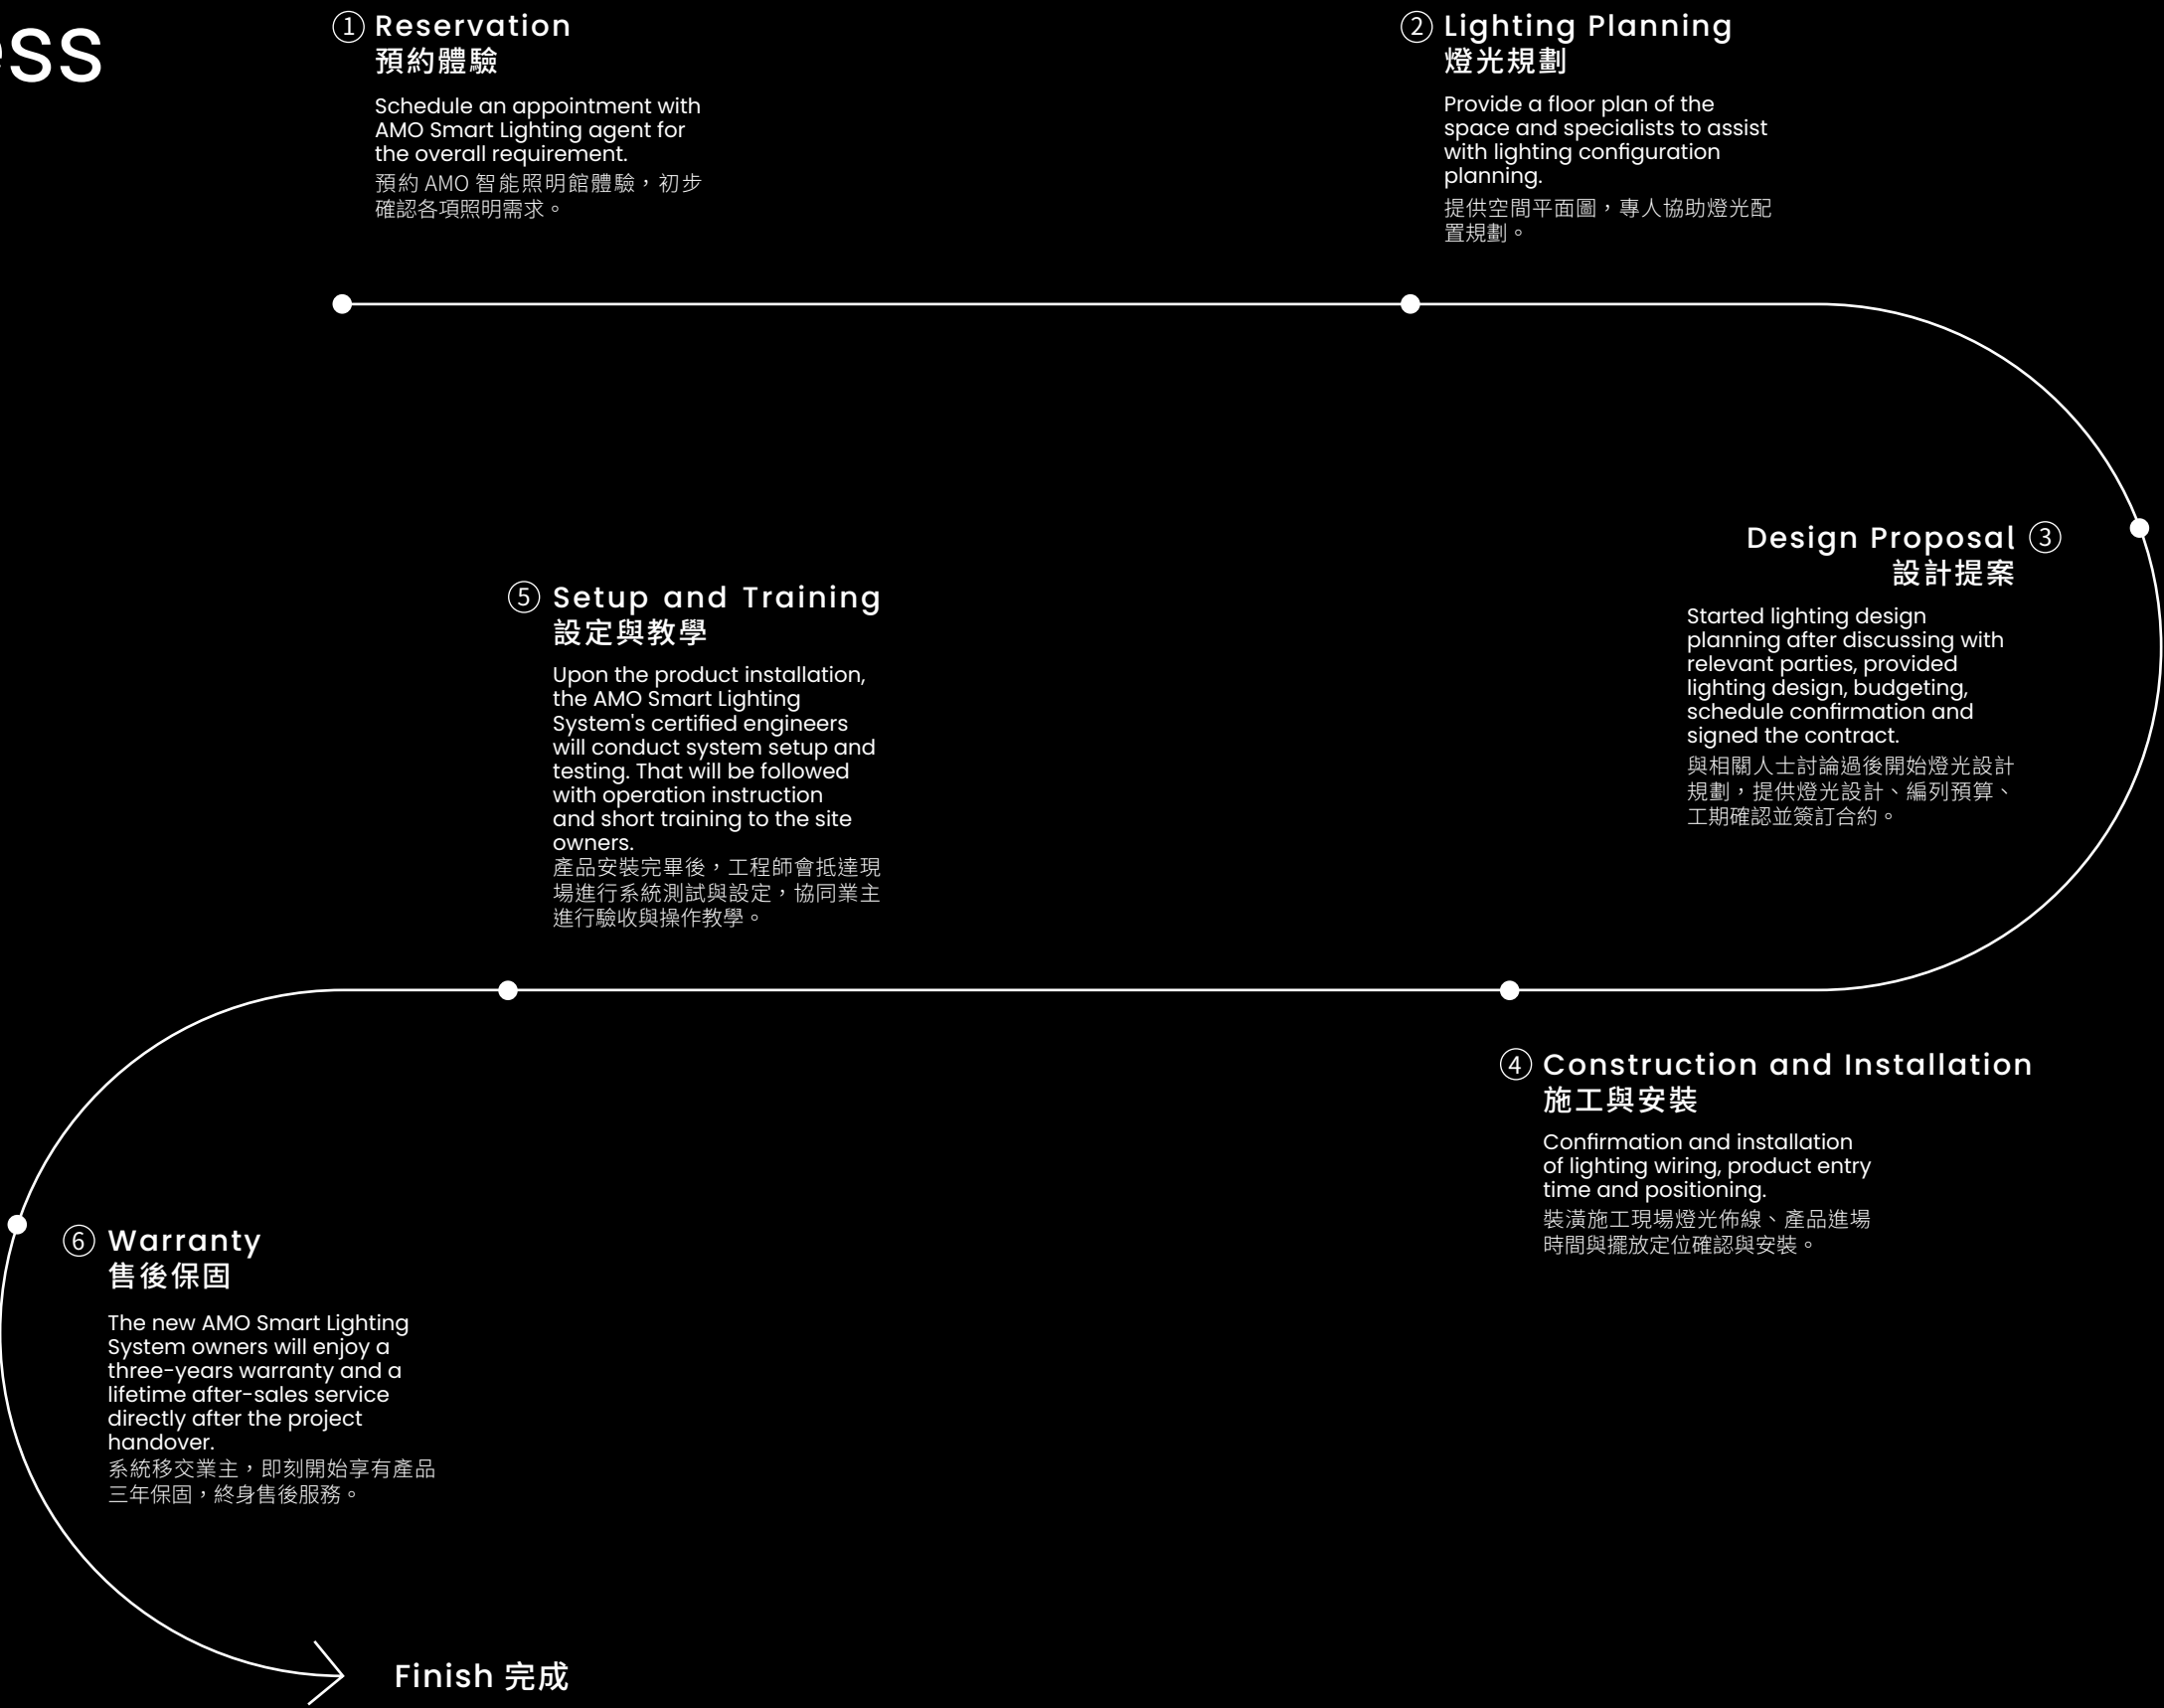 ess
① Reservation
預約體驗
Schedule an appointment with
AMO Smart Lighting agent for
the overall requirement.
預約 AMO 智能照明館體驗，初步
確認各項照明需求。
② Lighting Planning
燈光規劃
Provide a floor plan of the
space and specialists to assist
with lighting configuration
planning.
提供空間平面圖，專人協助燈光配
置規劃。
Design Proposal ③
設計提案
Started lighting design
planning after discussing with
relevant parties, provided
lighting design, budgeting,
schedule confirmation and
signed the contract.
與相關人士討論過後開始燈光設計
規劃，提供燈光設計、編列預算、
工期確認並簽訂合約。
④ Construction and Installation
施工與安裝
Confirmation and installation
of lighting wiring, product entry
time and positioning.
裝潢施工現場燈光佈線、產品進場
時間與擺放定位確認與安裝。
⑤ Setup and Training
設定與教學
Upon the product installation,
the AMO Smart Lighting
System's certified engineers
will conduct system setup and
testing. That will be followed
with operation instruction
and short training to the site
owners.
產品安裝完畢後，工程師會抵達現
場進行系統測試與設定，協同業主
進行驗收與操作教學。
⑥ Warranty
售後保固
The new AMO Smart Lighting
System owners will enjoy a
three-years warranty and a
lifetime after-sales service
directly after the project
handover.
系統移交業主，即刻開始享有產品
三年保固，終身售後服務。
Finish 完成